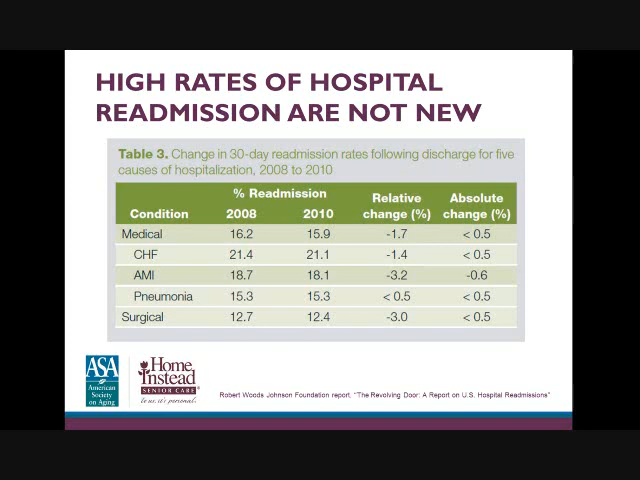 HIGH RATES OF HOSPITAL
READMISSION ARE NOT NEW
Table 3. Change in 30-day readmission rates following discharge for five
causes of hospitalization, 2008 to 2010
% Readmission Relative Absolute
Condition 2008 2010 change (%) change (%)
Medical 16.2 15.9 -1.7 < 0.5
CHF 21.4 21.1 -1.4 < 0.5
AMI 18.7 18.1 -3.2 -0.6
Pneumonia 15.3 15.3 < 0.5 < 0.5
Surgical 12.7 12.4 -3.0 < 0.5
ASA
American
Society
on Aging
Home
Instead
SENIOR CARE®
To us, it's personal.
Robert Woods Johnson Foundation report, "The Revolving Door: A Report on U.S. Hospital Readmissions"